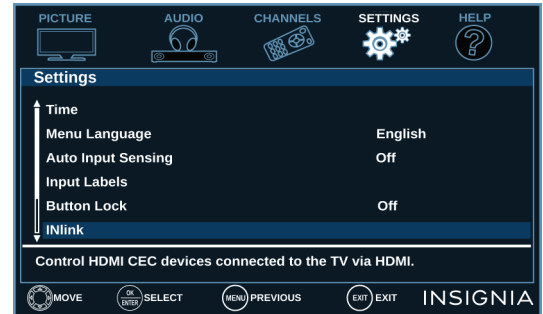 PICTURE AUDIO CHANNELS SETTINGS HELP
Settings
Time
Menu Language English
Auto Input Sensing Off
Input Labels
Button Lock Off
INlink
Control HDMI CEC devices connected to the TV via HDMI.
MOVE OK ENTER SELECT MENU PREVIOUS EXIT EXIT INSIGNIA